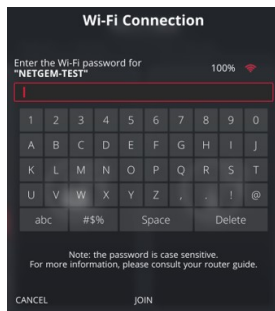 Wi-Fi Connection
Enter the Wi-Fi password for
"NETGEM-TEST"
100%
1 2 3 4 5 6 7 8 9 0
A B C D E F G H I J
K L M N O P Q R S T
U V W X Y Z , . ! @
abc #$% Space Delete
Note: the password is case sensitive.
For more information, please consult your router guide.
CANCEL JOIN